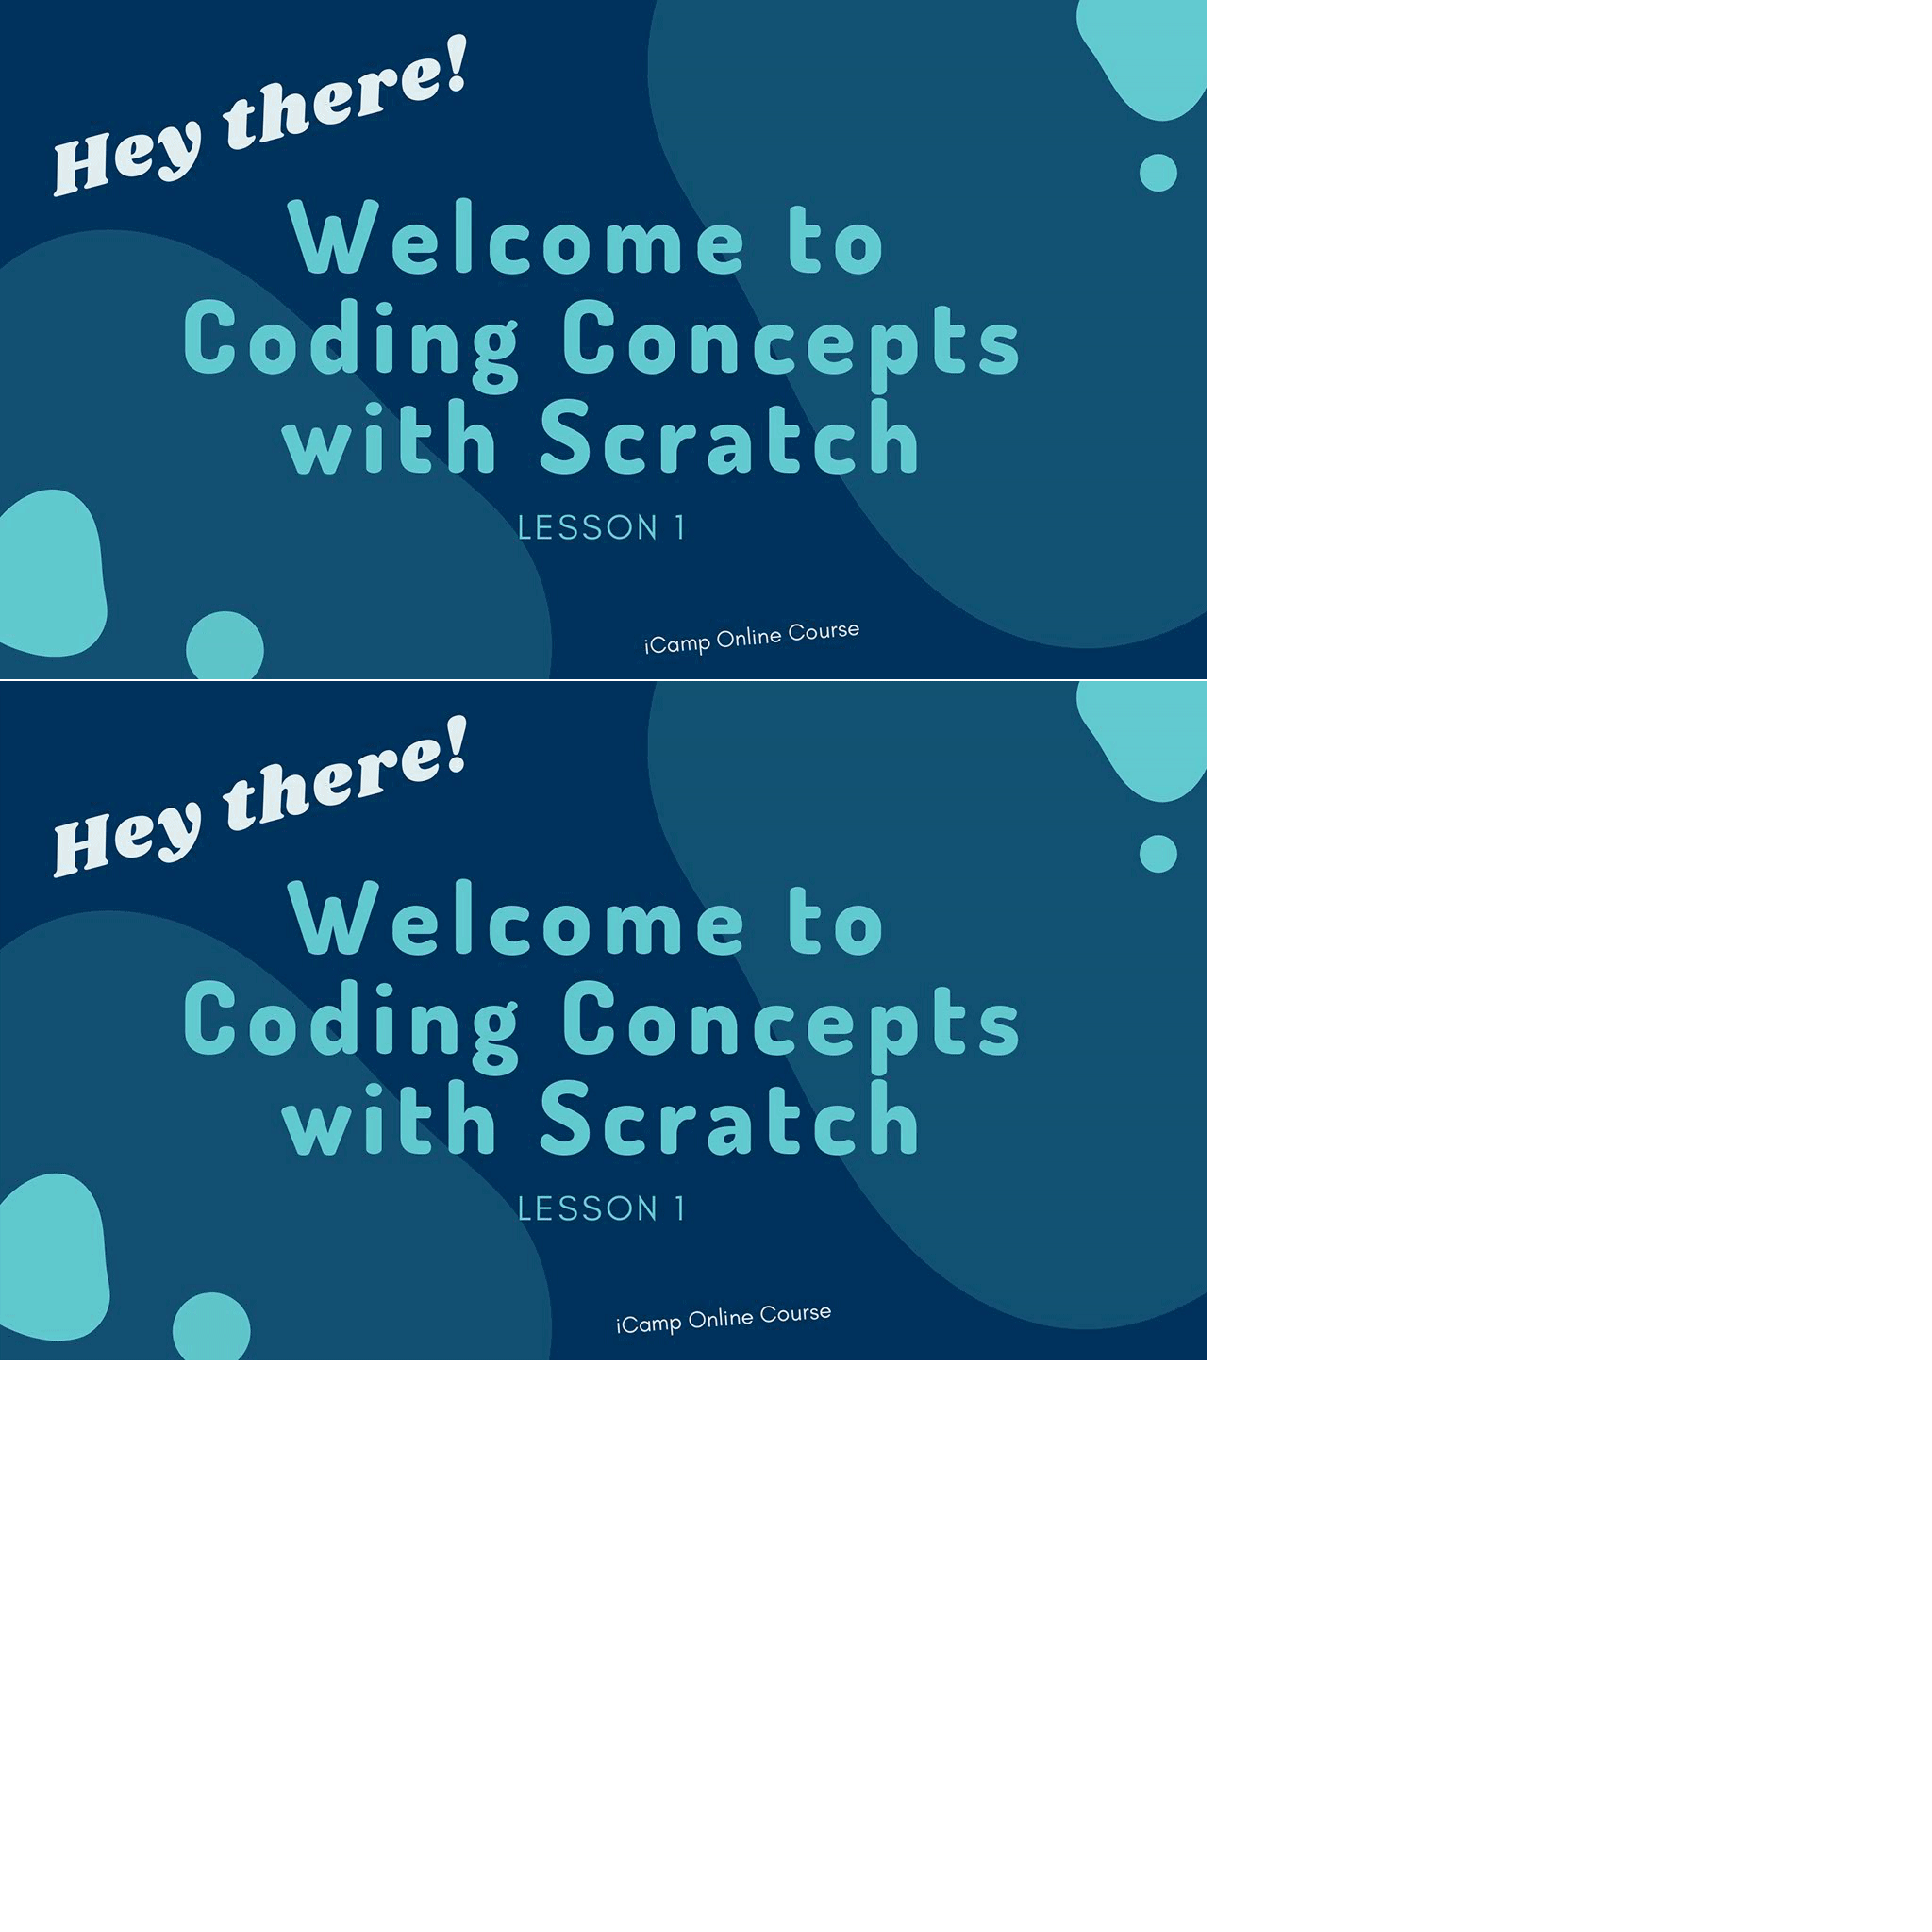 Hey there!
Welcome to
Coding Concepts
with Scratch
LESSON 1
iCamp Online Course
Hey there!
Welcome to
Coding Concepts
with Scratch
LESSON 1
iCamp Online Course